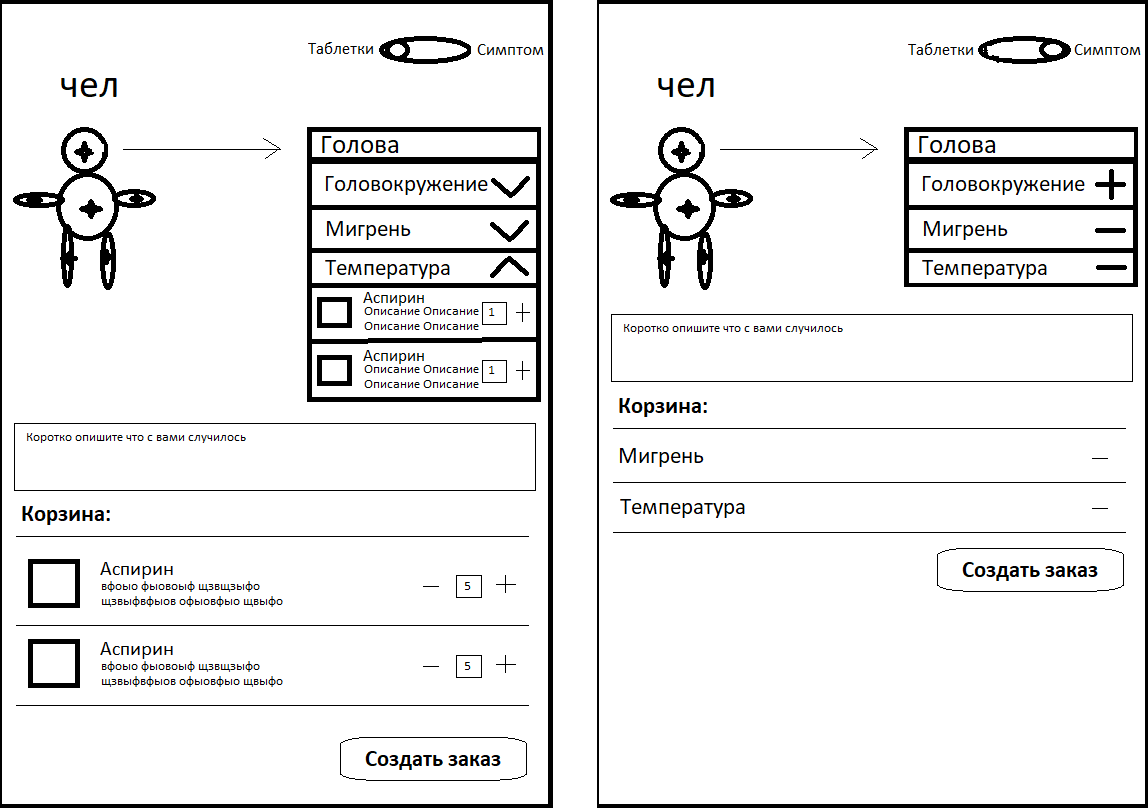 Таблетки Симптом
чел
Голова
Головокружение
Мигрень
Температура
Аспирин
Описание Описание 1
Описание Описание
Аспирин
Описание Описание 1
Описание Описание
Коротко опишите что с вами случилось
Корзина:
Аспирин
вфоыо фыовоыф щзвщзыфо
щзвыфвфыов офыовфыо щвыфо
5
Аспирин
вфоыо фыовоыф щзвщзыфо
щзвыфвфыов офыовфыо щвыфо
5
Создать заказ
Таблетки Симптом
чел
Голова
Головокружение
Мигрень
Температура
Коротко опишите что с вами случилось
Корзина:
Мигрень
Температура
Создать заказ